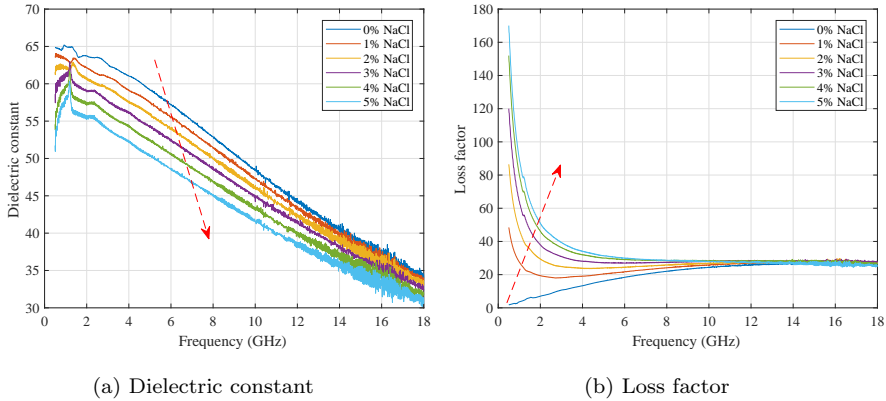 70
65
60
55
50
45
40
35
30
0 2 4 6 8 10 12 14 16 18
Frequency (GHz)
Dielectric constant
0% NaCl
1% NaCl
2% NaCl
3% NaCl
4% NaCl
5% NaCl
(a) Dielectric constant
180
160
140
120
100
80
60
40
20
0
0 2 4 6 8 10 12 14 16 18
Frequency (GHz)
Loss factor
0% NaCl
1% NaCl
2% NaCl
3% NaCl
4% NaCl
5% NaCl
(b) Loss factor